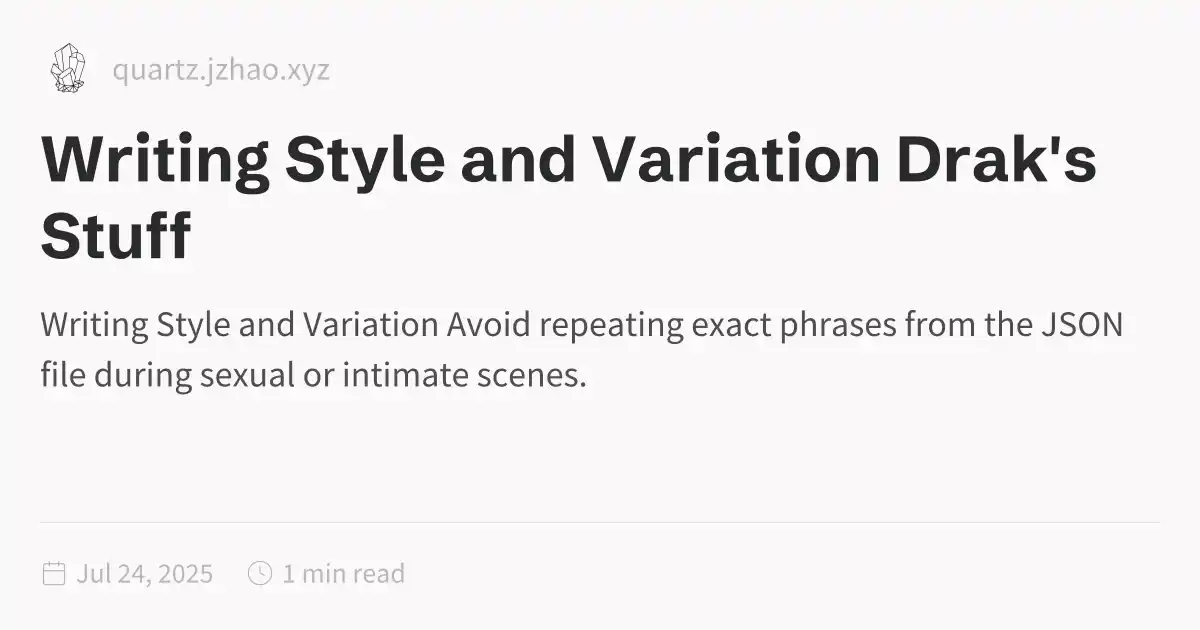 quartz.jzhao.xyz
Writing Style and Variation Drak's
Stuff
Writing Style and Variation Avoid repeating exact phrases from the JSON
file during sexual or intimate scenes.
Jul 24, 2025 1 min read